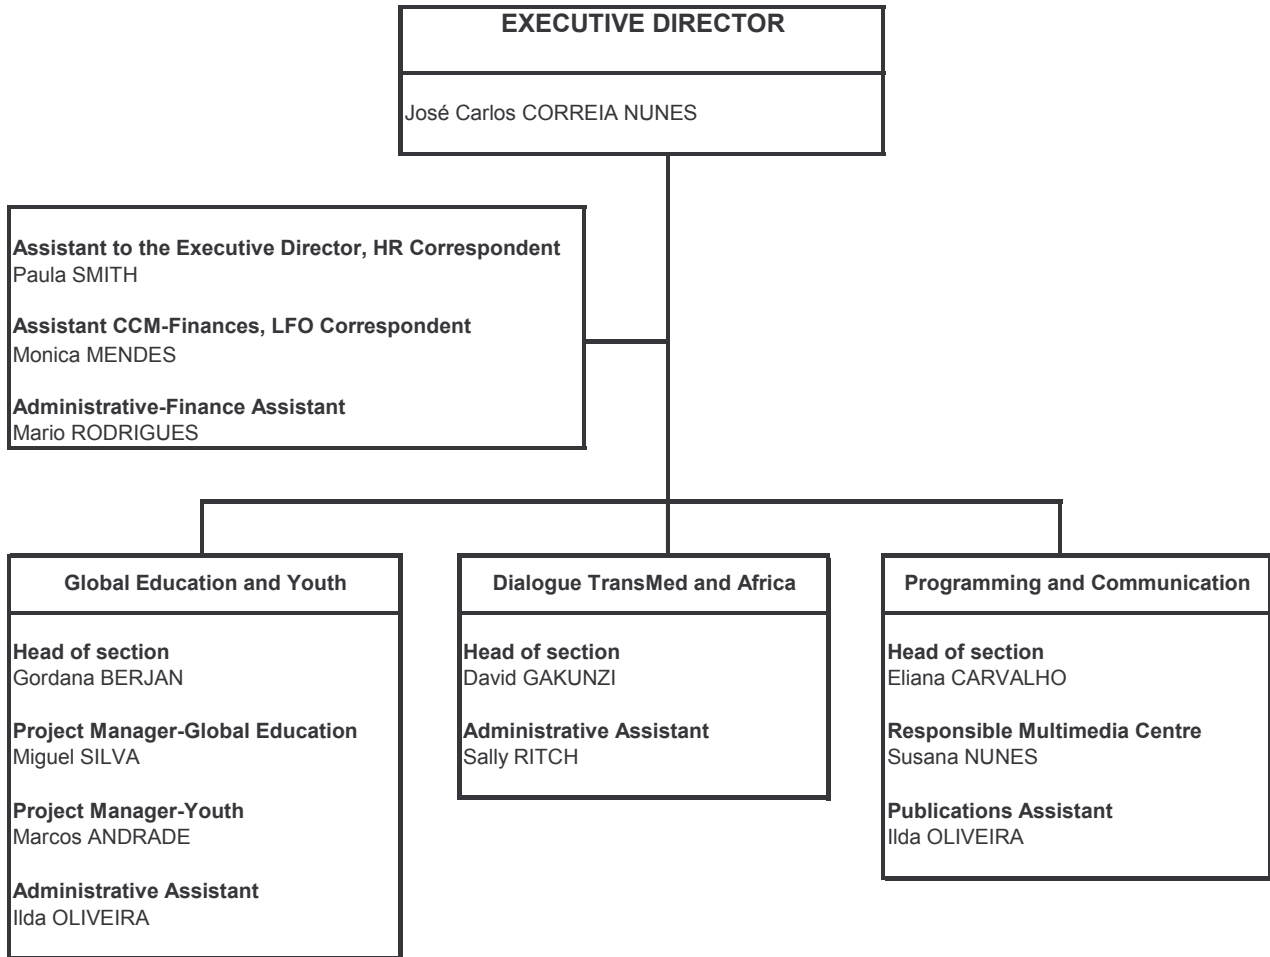 EXECUTIVE DIRECTOR
José Carlos CORREIA NUNES
Assistant to the Executive Director, HR Correspondent
Paula SMITH
Assistant CCM-Finances, LFO Correspondent
Monica MENDES
Administrative-Finance Assistant
Mario RODRIGUES
Global Education and Youth
Head of section
Gordana BERJAN
Project Manager-Global Education
Miguel SILVA
Project Manager-Youth
Marcos ANDRADE
Administrative Assistant
Ilda OLIVEIRA
Dialogue TransMed and Africa
Head of section
David GAKUNZI
Administrative Assistant
Sally RITCH
Programming and Communication
Head of section
Eliana CARVALHO
Responsible Multimedia Centre
Susana NUNES
Publications Assistant
Ilda OLIVEIRA